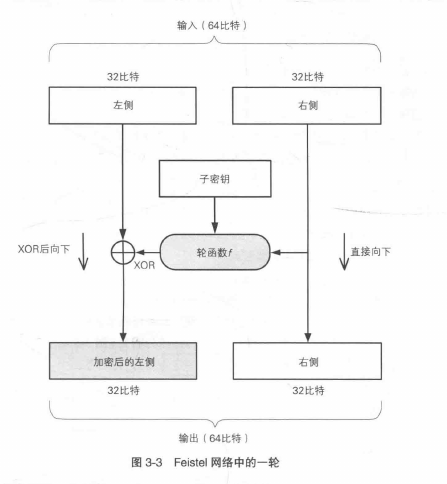 输入（64比特）
32比特 32比特
左侧 右侧
子密钥
轮函数f
XOR后向下 XOR 直接向下
加密后的左侧 右侧
32比特 32比特
输出（64比特）
图 3-3 Feistel 网络中的一轮